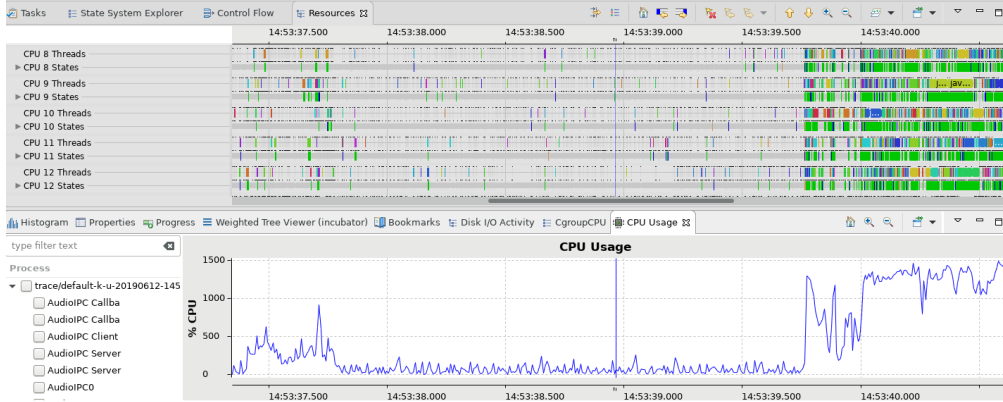 Tasks State System Explorer Control Flow Resources
14:53:37.500 14:53:38.000 14:53:38.500 14:53:39.000 14:53:39.500 14:53:40.000
CPU 8 Threads
CPU 8 States
CPU 9 Threads
j... jav...
CPU 9 States
CPU 10 Threads
CPU 10 States
CPU 11 Threads
CPU 11 States
CPU 12 Threads
CPU 12 States
Histogram Properties Progress Weighted Tree Viewer (incubator) Bookmarks Disk I/O Activity CgroupCPU CPU Usage
type filter text
CPU Usage
Process
trace/default-k-u-20190612-145
AudioIPC Callba
AudioIPC Callba
AudioIPC Client
AudioIPC Server
AudioIPC Server
AudioIPC0
% CPU
1500
1000
500
0
14:53:37.500 14:53:38.000 14:53:38.500 14:53:39.000 14:53:39.500 14:53:40.000